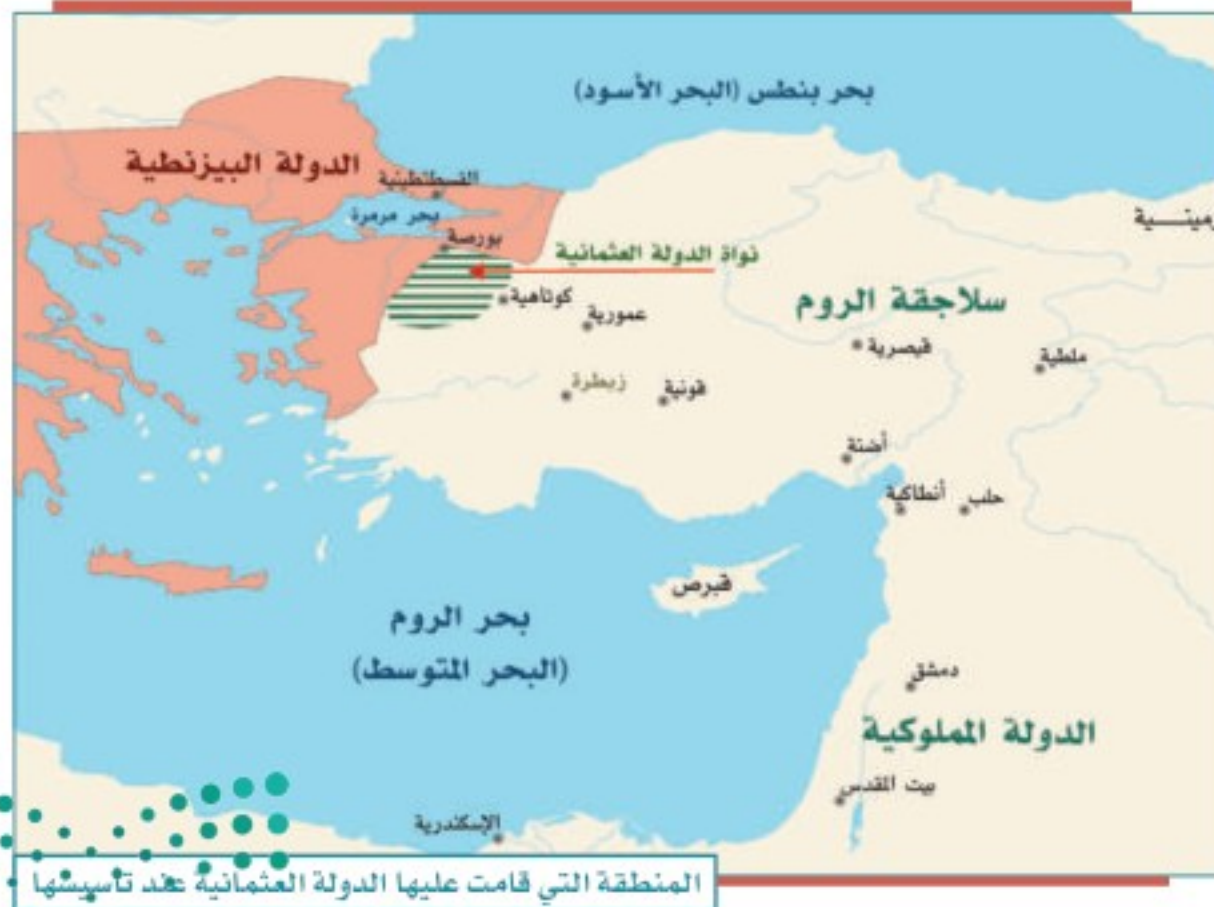 بحر بنطس (البحر الأسود)
الدولة البيزنطية
القسطنطينية
بحر مرمرة
بورصة
نواة الدولة العثمانية
كوتاهية
عمورية
سلاجقة الروم
رمينـــية
قيصرية
ملطية
زبطرة
قونية
أضنة
أنطاكية
حلب
قبرص
بحر الروم
(البحر المتوسط)
دمشق
الدولة المملوكية
بيت المقدس
الإسكندرية
المنطقة التي قامت عليها الدولة العثمانية عند تأسيسها